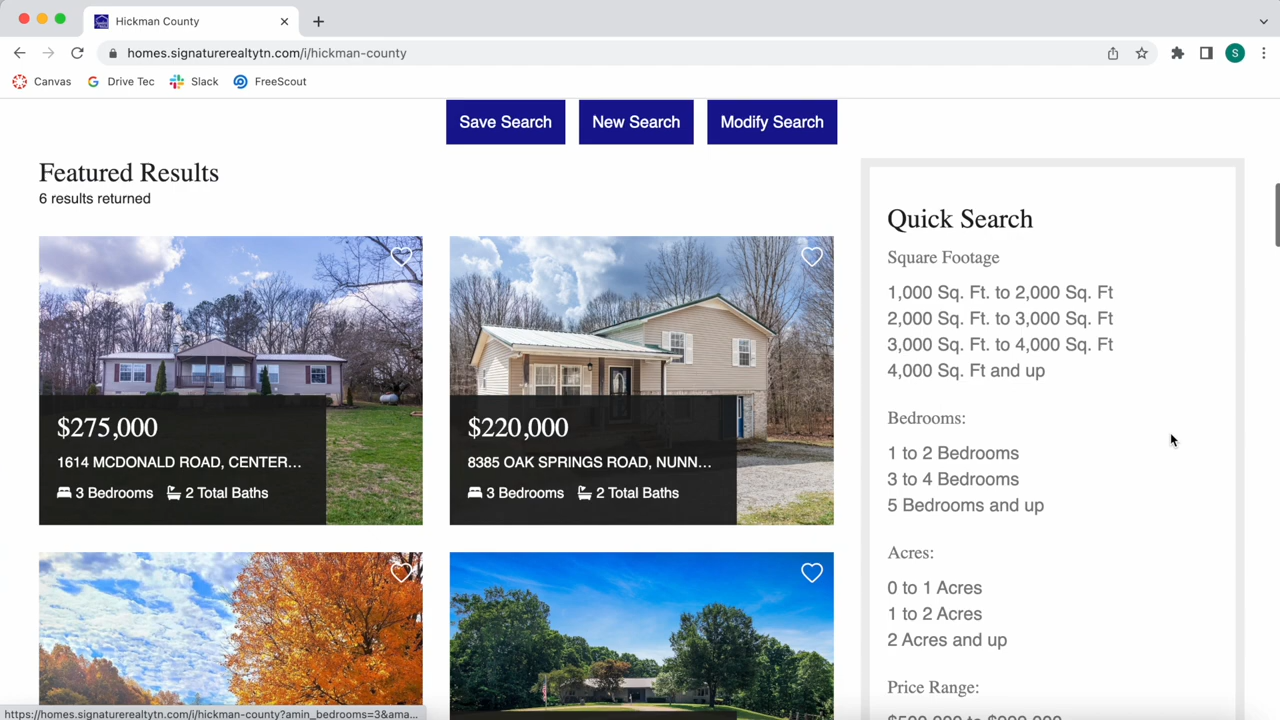 Hickman County
homes.signaturerealtytn.com/i/hickman-county
S
Canvas
Drive Tec
Slack
FreeScout
Save Search
New Search
Modify Search
Featured Results
6 results returned
$275,000
1614 MCDONALD ROAD, CENTER...
3 Bedrooms 2 Total Baths
$220,000
8385 OAK SPRINGS ROAD, NUNN...
3 Bedrooms 2 Total Baths
Quick Search
Square Footage
1,000 Sq. Ft. to 2,000 Sq. Ft
2,000 Sq. Ft. to 3,000 Sq. Ft
3,000 Sq. Ft. to 4,000 Sq. Ft
4,000 Sq. Ft and up
Bedrooms:
1 to 2 Bedrooms
3 to 4 Bedrooms
5 Bedrooms and up
Acres:
0 to 1 Acres
1 to 2 Acres
2 Acres and up
Price Range:
https://homes.signaturerealtytn.com/i/hickman-county?amin_bedrooms=3&ama...